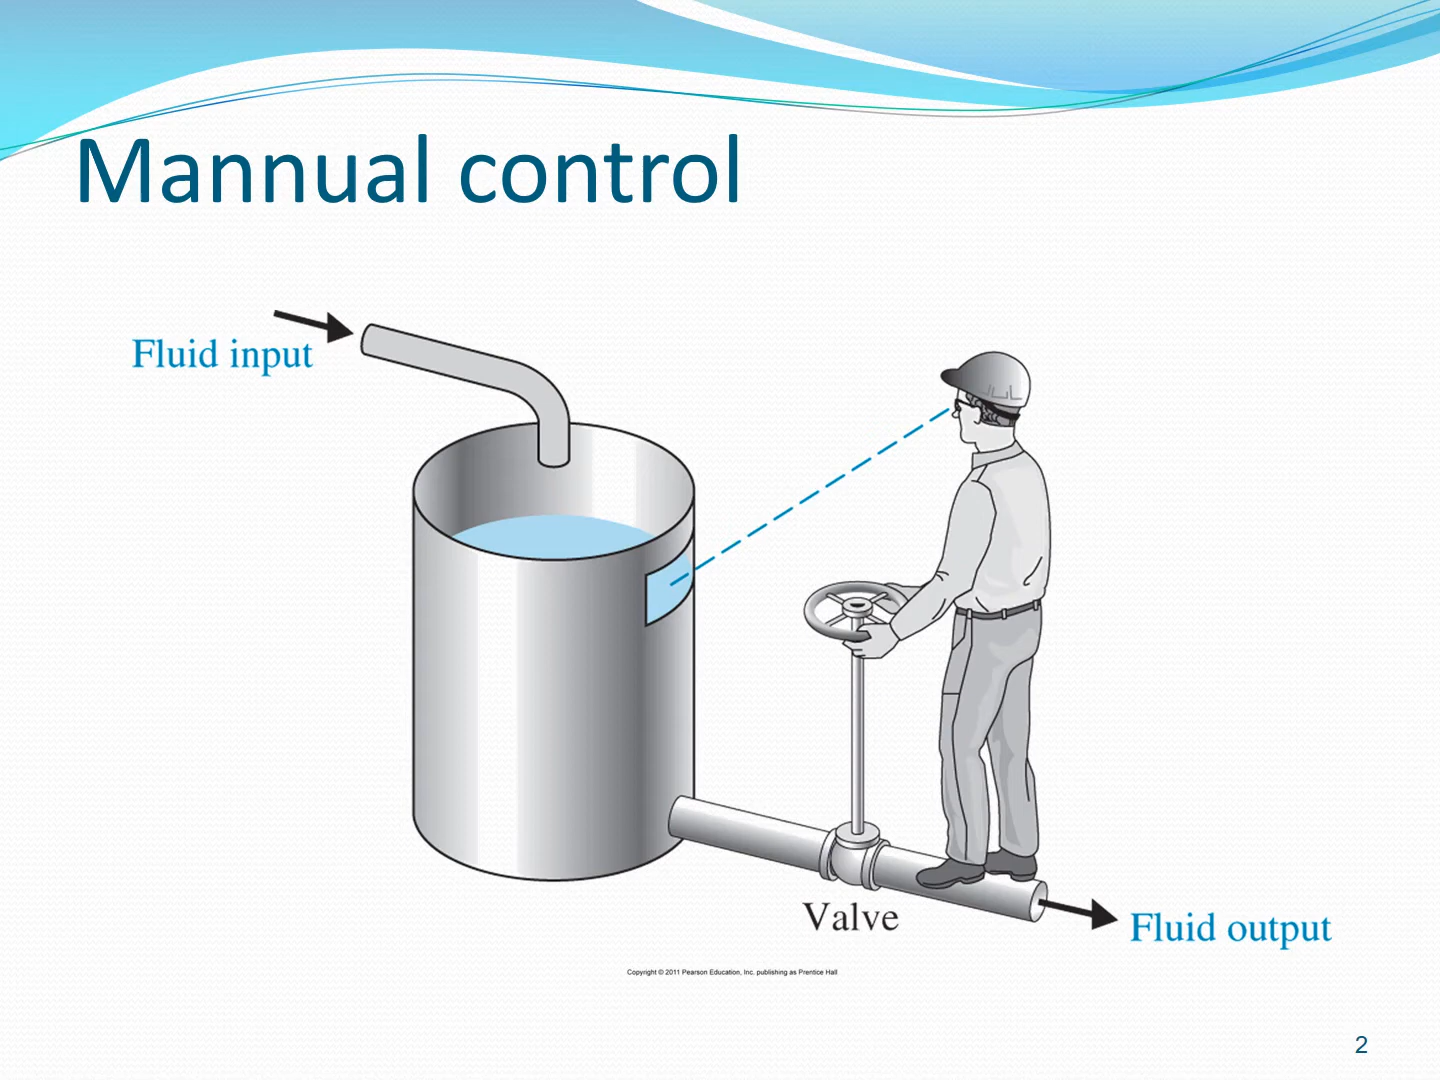 Mannual control
Fluid input
Valve
Fluid output
Copyright © 2011 Pearson Education, Inc. publishing as Prentice Hall
2